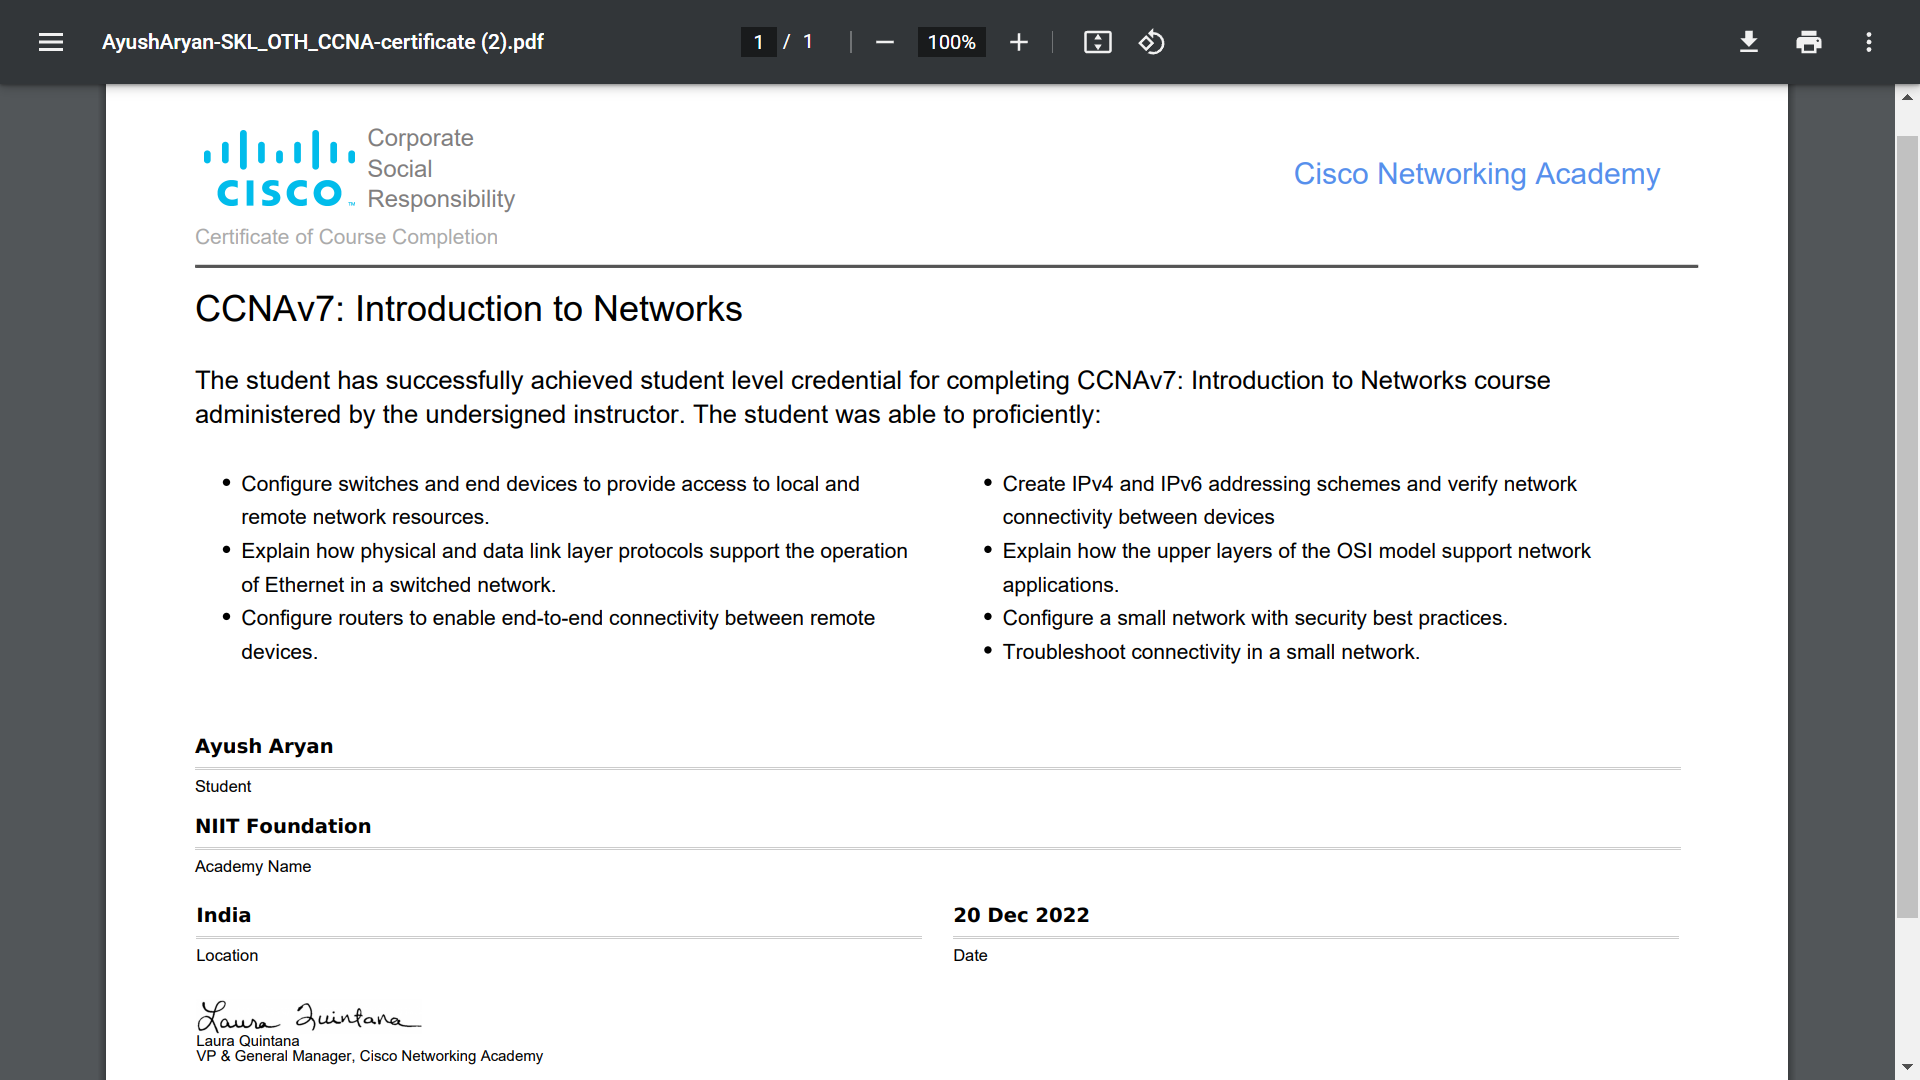 AyushAryan-SKL_OTH_CCNA-certificate (2).pdf
1 / 1
100%
Corporate
Social
Responsibility
CISCO™
Cisco Networking Academy
Certificate of Course Completion
CCNAv7: Introduction to Networks
The student has successfully achieved student level credential for completing CCNAv7: Introduction to Networks course
administered by the undersigned instructor. The student was able to proficiently:
• Configure switches and end devices to provide access to local and
remote network resources.
• Explain how physical and data link layer protocols support the operation
of Ethernet in a switched network.
• Configure routers to enable end-to-end connectivity between remote
devices.
• Create IPv4 and IPv6 addressing schemes and verify network
connectivity between devices
• Explain how the upper layers of the OSI model support network
applications.
• Configure a small network with security best practices.
• Troubleshoot connectivity in a small network.
Ayush Aryan
Student
NIIT Foundation
Academy Name
India
Location
20 Dec 2022
Date
Laura Quintana
Laura Quintana
VP & General Manager, Cisco Networking Academy